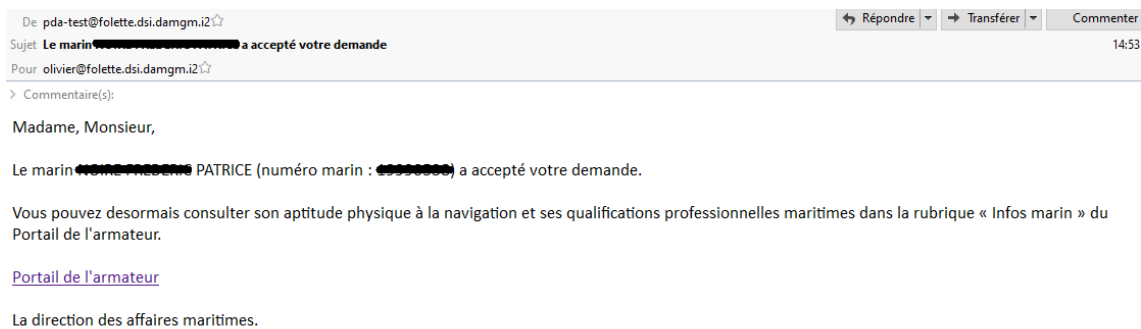 De pda-test@folette.dsi.damgm.i2
Répondre Transférer Commenter
Sujet Le marin a accepté votre demande
14:53
Pour olivier@folette.dsi.damgm.i2
> Commentaire(s):
Madame, Monsieur,
Le marin PATRICE (numéro marin : ) a accepté votre demande.
Vous pouvez desormais consulter son aptitude physique à la navigation et ses qualifications professionnelles maritimes dans la rubrique « Infos marin » du
Portail de l'armateur.
Portail de l'armateur
La direction des affaires maritimes.